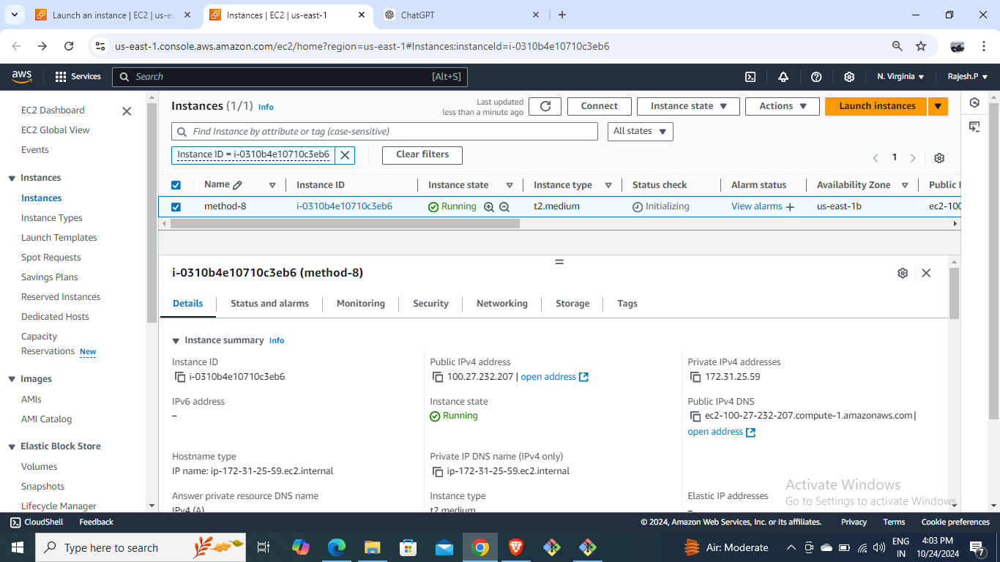 Launch an instance | EC2 | us-ea
Instances | EC2 | us-east-1
ChatGPT
us-east-1.console.aws.amazon.com/ec2/home?region=us-east-1#Instances:instanceId=i-0310b4e10710c3eb6
aws
Services
Search
[Alt+S]
N. Virginia
Rajesh.P
EC2 Dashboard
EC2 Global View
Events
Instances
Instances
Instance Types
Launch Templates
Spot Requests
Savings Plans
Reserved Instances
Dedicated Hosts
Capacity
Reservations New
Images
AMIs
AMI Catalog
Elastic Block Store
Volumes
Snapshots
Lifecycle Manager
Instances (1/1) Info
Last updated
less than a minute ago
Connect
Instance state
Actions
Launch instances
Find Instance by attribute or tag (case-sensitive)
All states
Instance ID = i-0310b4e10710c3eb6
Clear filters
1
Name Instance ID Instance state Instance type Status check Alarm status Availability Zone Public I
method-8 i-0310b4e10710c3eb6 Running t2.medium Initializing View alarms us-east-1b ec2-100
i-0310b4e10710c3eb6 (method-8)
Details Status and alarms Monitoring Security Networking Storage Tags
Instance summary Info
Instance ID
i-0310b4e10710c3eb6
Public IPv4 address
100.27.232.207 | open address
Private IPv4 addresses
172.31.25.59
IPv6 address
–
Instance state
Running
Public IPv4 DNS
ec2-100-27-232-207.compute-1.amazonaws.com |
open address
Hostname type
IP name: ip-172-31-25-59.ec2.internal
Private IP DNS name (IPv4 only)
ip-172-31-25-59.ec2.internal
Answer private resource DNS name
IPv4 (A)
Instance type
t2.medium
Elastic IP addresses
–
Activate Windows
Go to Settings to activate Windows.
CloudShell
Feedback
© 2024, Amazon Web Services, Inc. or its affiliates.
Privacy
Terms
Cookie preferences
Type here to search
Air: Moderate
ENG
IN
4:03 PM
10/24/2024
7